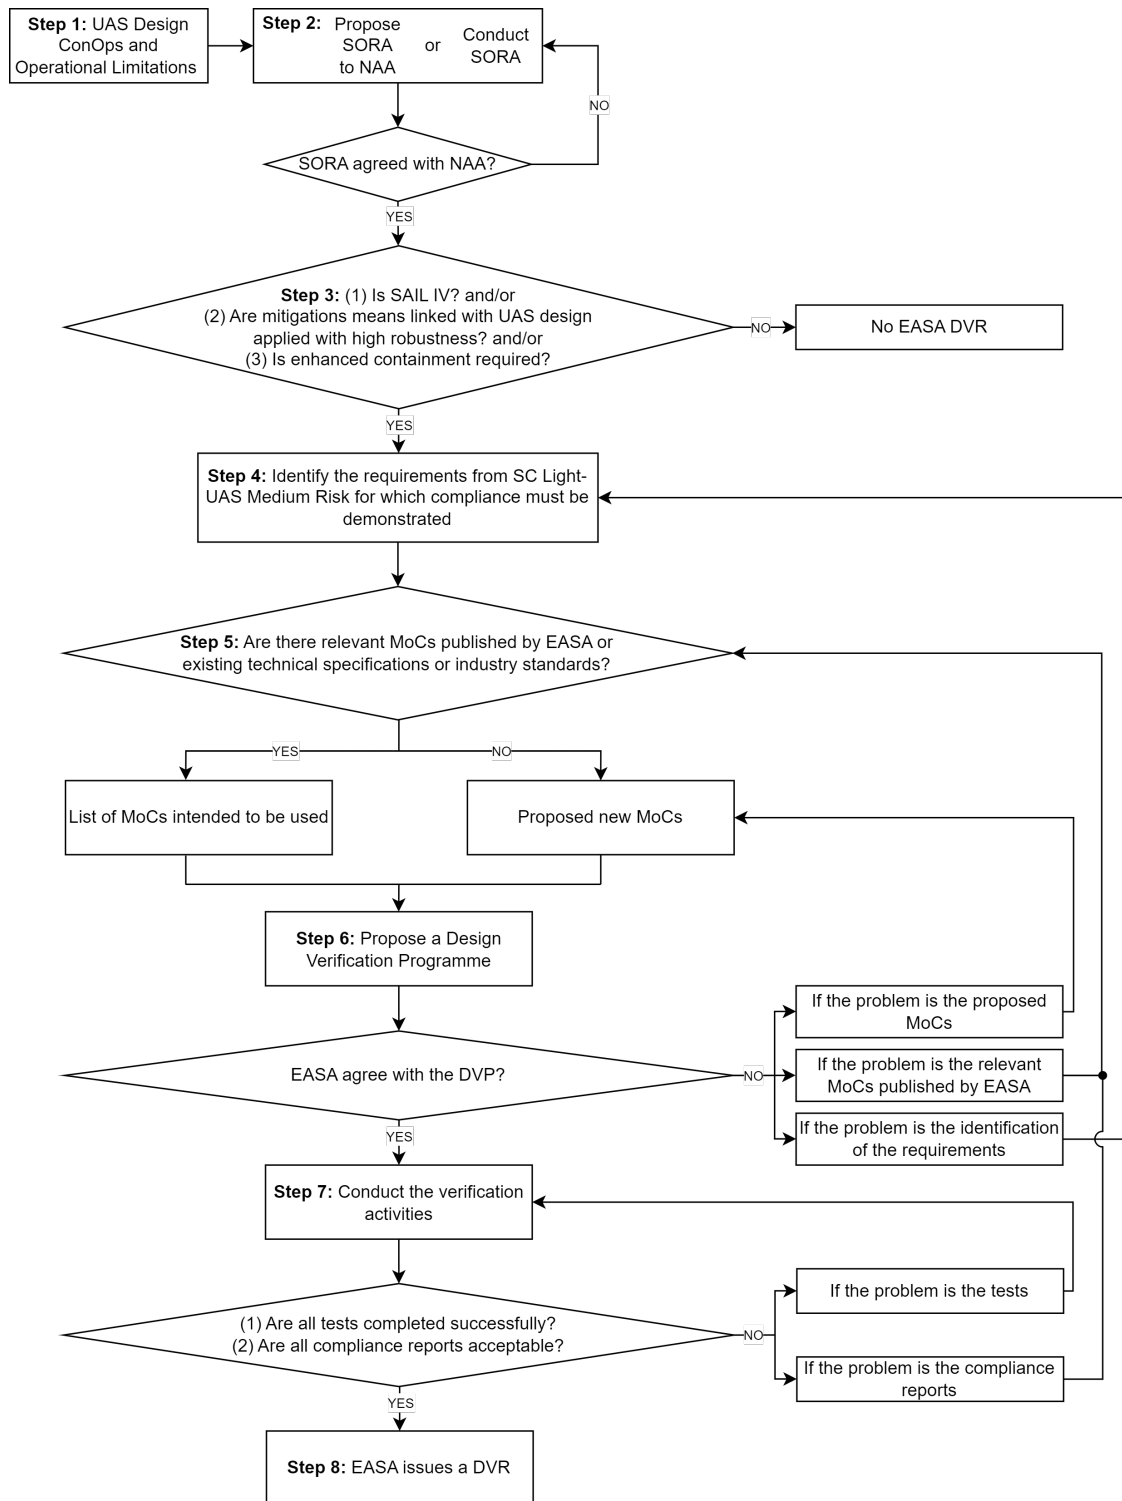 Step 1: UAS Design
ConOps and
Operational Limitations
Step 2:
Propose
SORA
to NAA
or
Conduct
SORA
NO
SORA agreed with NAA?
YES
Step 3: (1) Is SAIL IV? and/or
(2) Are mitigations means linked with UAS design
applied with high robustness? and/or
(3) Is enhanced containment required?
NO
No EASA DVR
YES
Step 4: Identify the requirements from SC Light-
UAS Medium Risk for which compliance must be
demonstrated
Step 5: Are there relevant MoCs published by EASA or
existing technical specifications or industry standards?
YES
NO
List of MoCs intended to be used
Proposed new MoCs
Step 6: Propose a Design
Verification Programme
If the problem is the proposed
MoCs
EASA agree with the DVP?
NO
If the problem is the relevant
MoCs published by EASA
If the problem is the identification
of the requirements
YES
Step 7: Conduct the verification
activities
If the problem is the tests
(1) Are all tests completed successfully?
(2) Are all compliance reports acceptable?
NO
If the problem is the compliance
reports
YES
Step 8: EASA issues a DVR